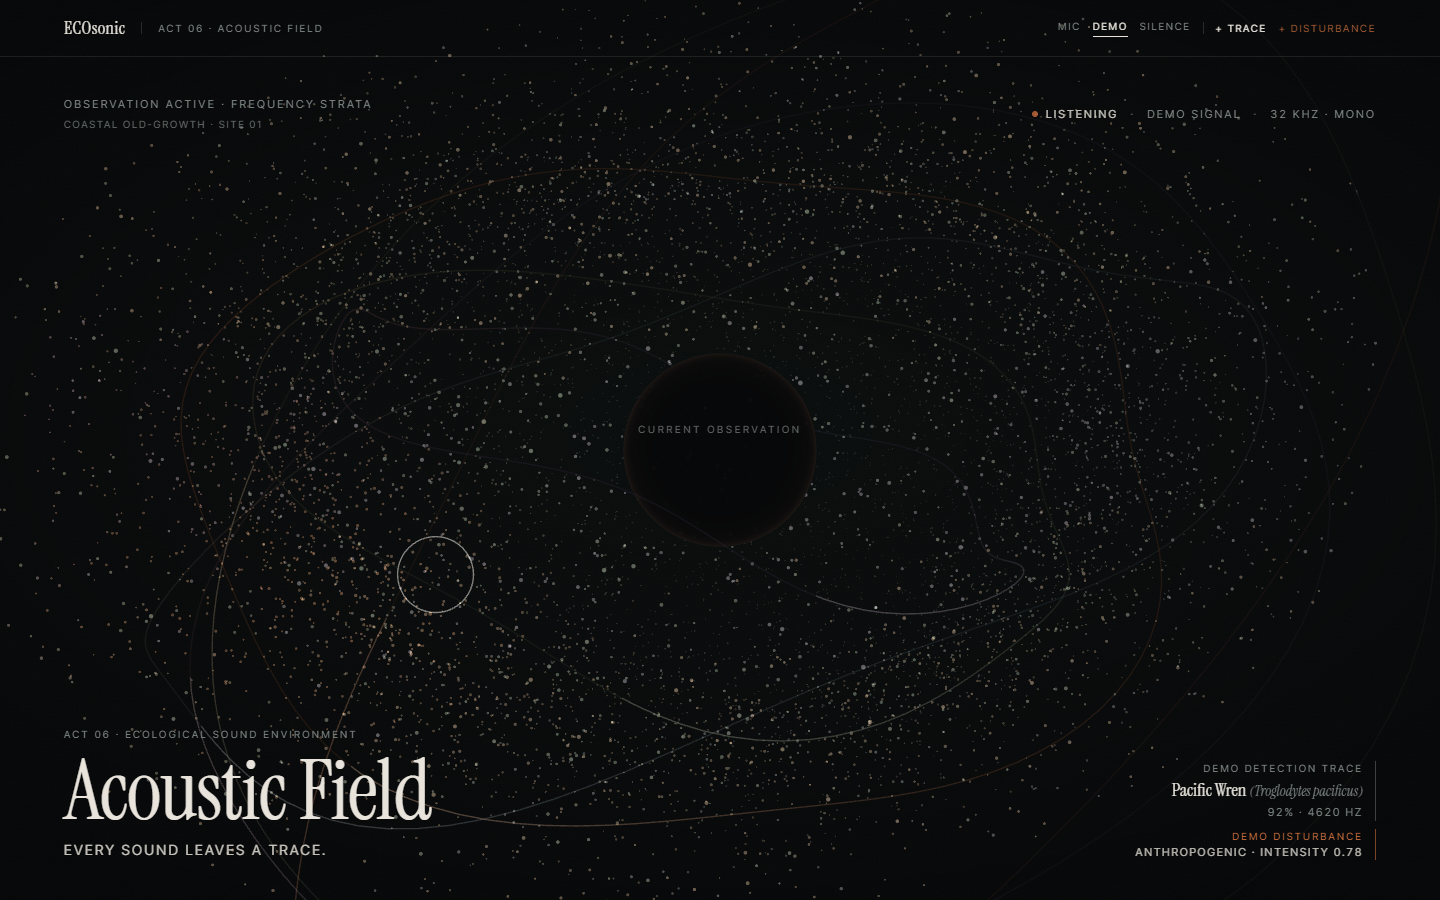 ECOsonic
ACT 06 · ACOUSTIC FIELD
MIC
DEMO
SILENCE
+ TRACE
+ DISTURBANCE
OBSERVATION ACTIVE · FREQUENCY STRATA
COASTAL OLD-GROWTH · SITE 01
LISTENING
DEMO SIGNAL
32 KHZ · MONO
CURRENT OBSERVATION
ACT 06 · ECOLOGICAL SOUND ENVIRONMENT
Acoustic Field
EVERY SOUND LEAVES A TRACE.
DEMO DETECTION TRACE
Pacific Wren (Troglodytes pacificus)
92% · 4620 HZ
DEMO DISTURBANCE
ANTHROPOGENIC · INTENSITY 0.78